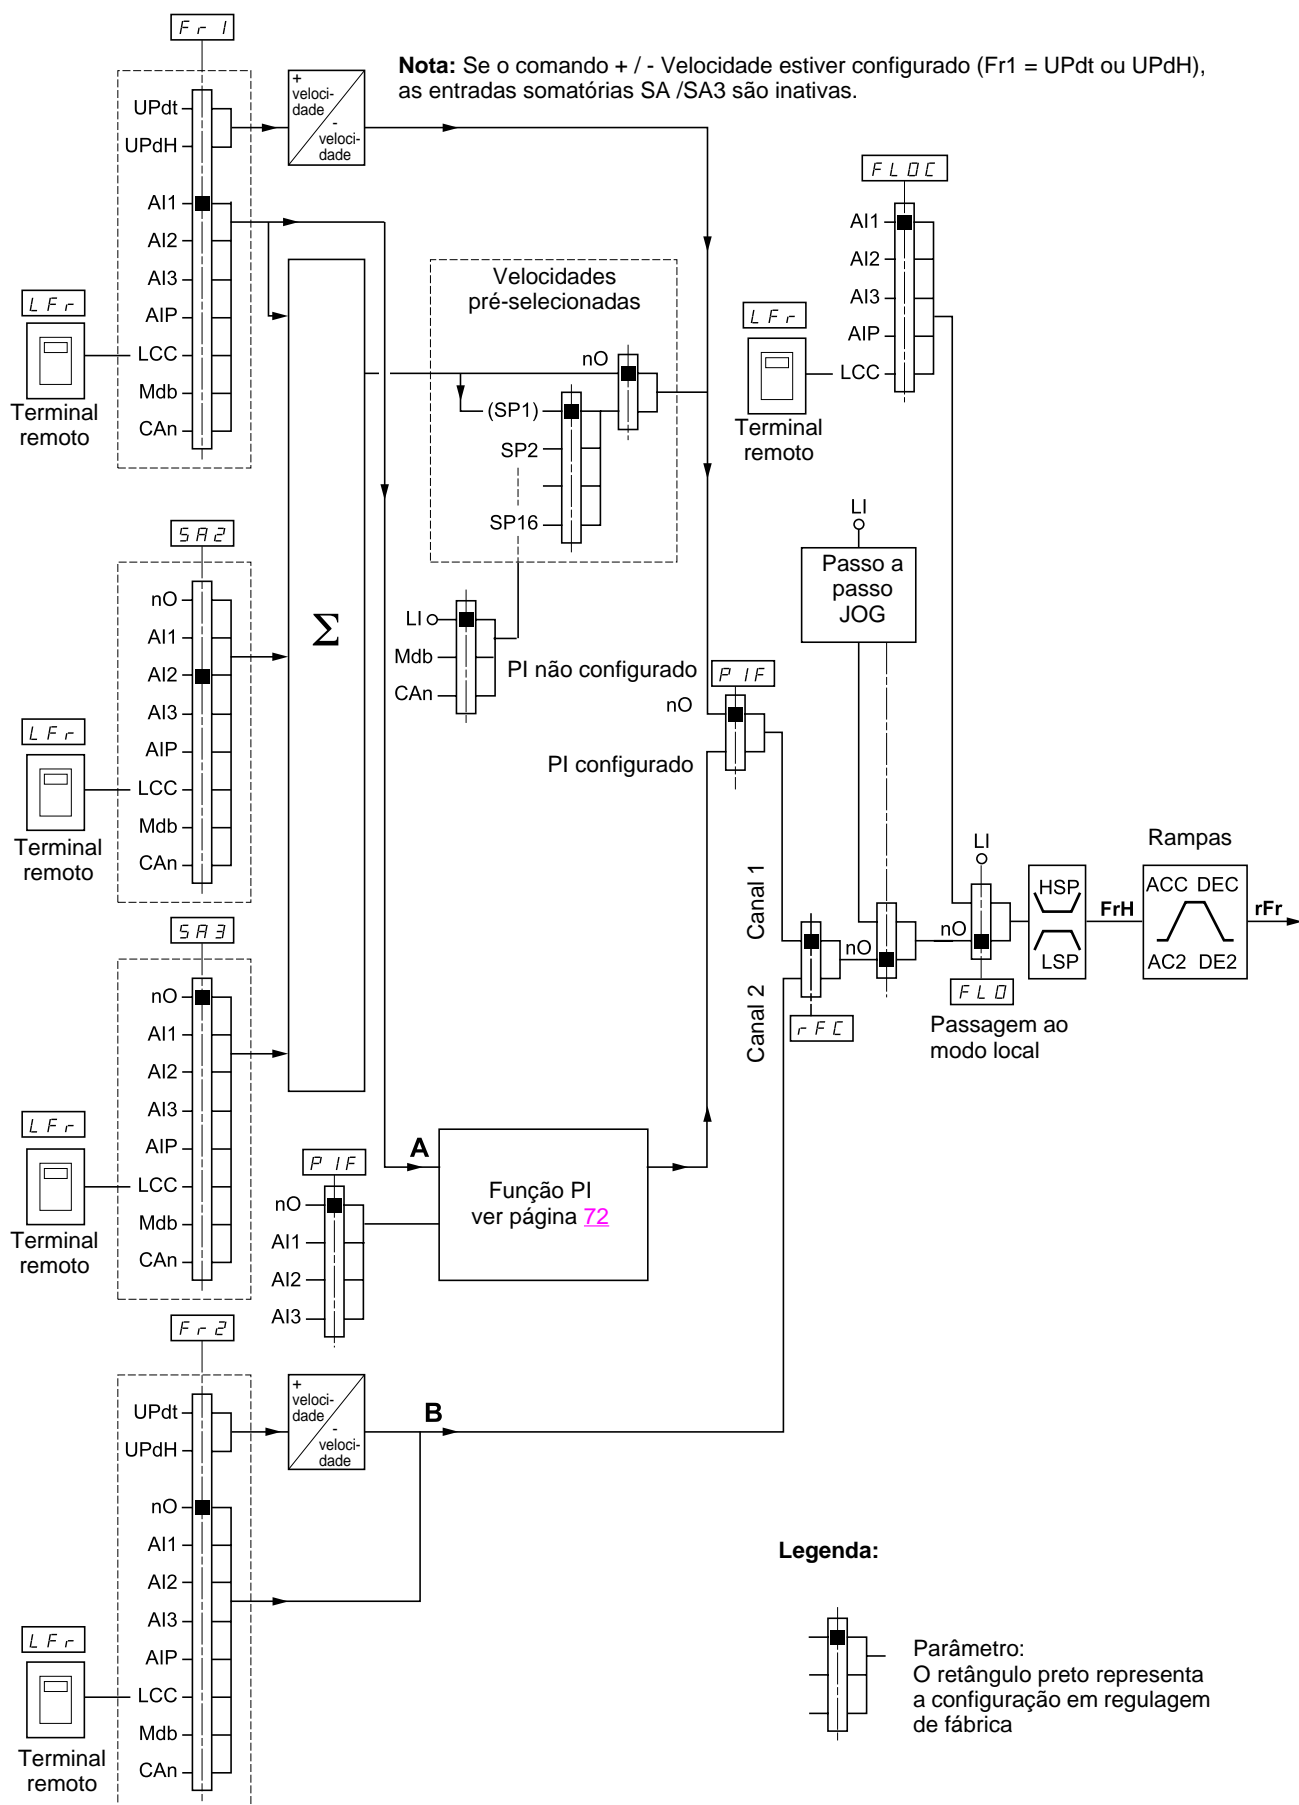 Fr1
Nota: Se o comando + / - Velocidade estiver configurado (Fr1 = UPdt ou UPdH),
as entradas somatórias SA /SA3 são inativas.
UPdt
UPdH
+
veloci-
dade
-
veloci-
dade
AI1
AI2
AI3
AIP
LCC
Mdb
CAn
LFr
Terminal
remoto
FLOC
AI1
AI2
AI3
AIP
LCC
LFr
Terminal
remoto
Velocidades
pré-selecionadas
nO
(SP1)
SP2
SP16
LI
Mdb
CAn
SA2
nO
AI1
AI2
AI3
AIP
LCC
Mdb
CAn
LFr
Terminal
remoto
Σ
PI não configurado
PIF
nO
PI configurado
LI
Passo a
passo
JOG
Canal 1
Canal 2
rFC
nO
nO
LI
FLO
Passagem ao
modo local
HSP
LSP
FrH
Rampas
ACC DEC
AC2 DE2
rFr
SA3
nO
AI1
AI2
AI3
AIP
LCC
Mdb
CAn
LFr
Terminal
remoto
A
PIF
nO
AI1
AI2
AI3
Função PI
ver página 72
Fr2
UPdt
UPdH
+
veloci-
dade
-
veloci-
dade
B
nO
AI1
AI2
AI3
AIP
LCC
Mdb
CAn
LFr
Terminal
remoto
Legenda:
Parâmetro:
O retângulo preto representa
a configuração em regulagem
de fábrica